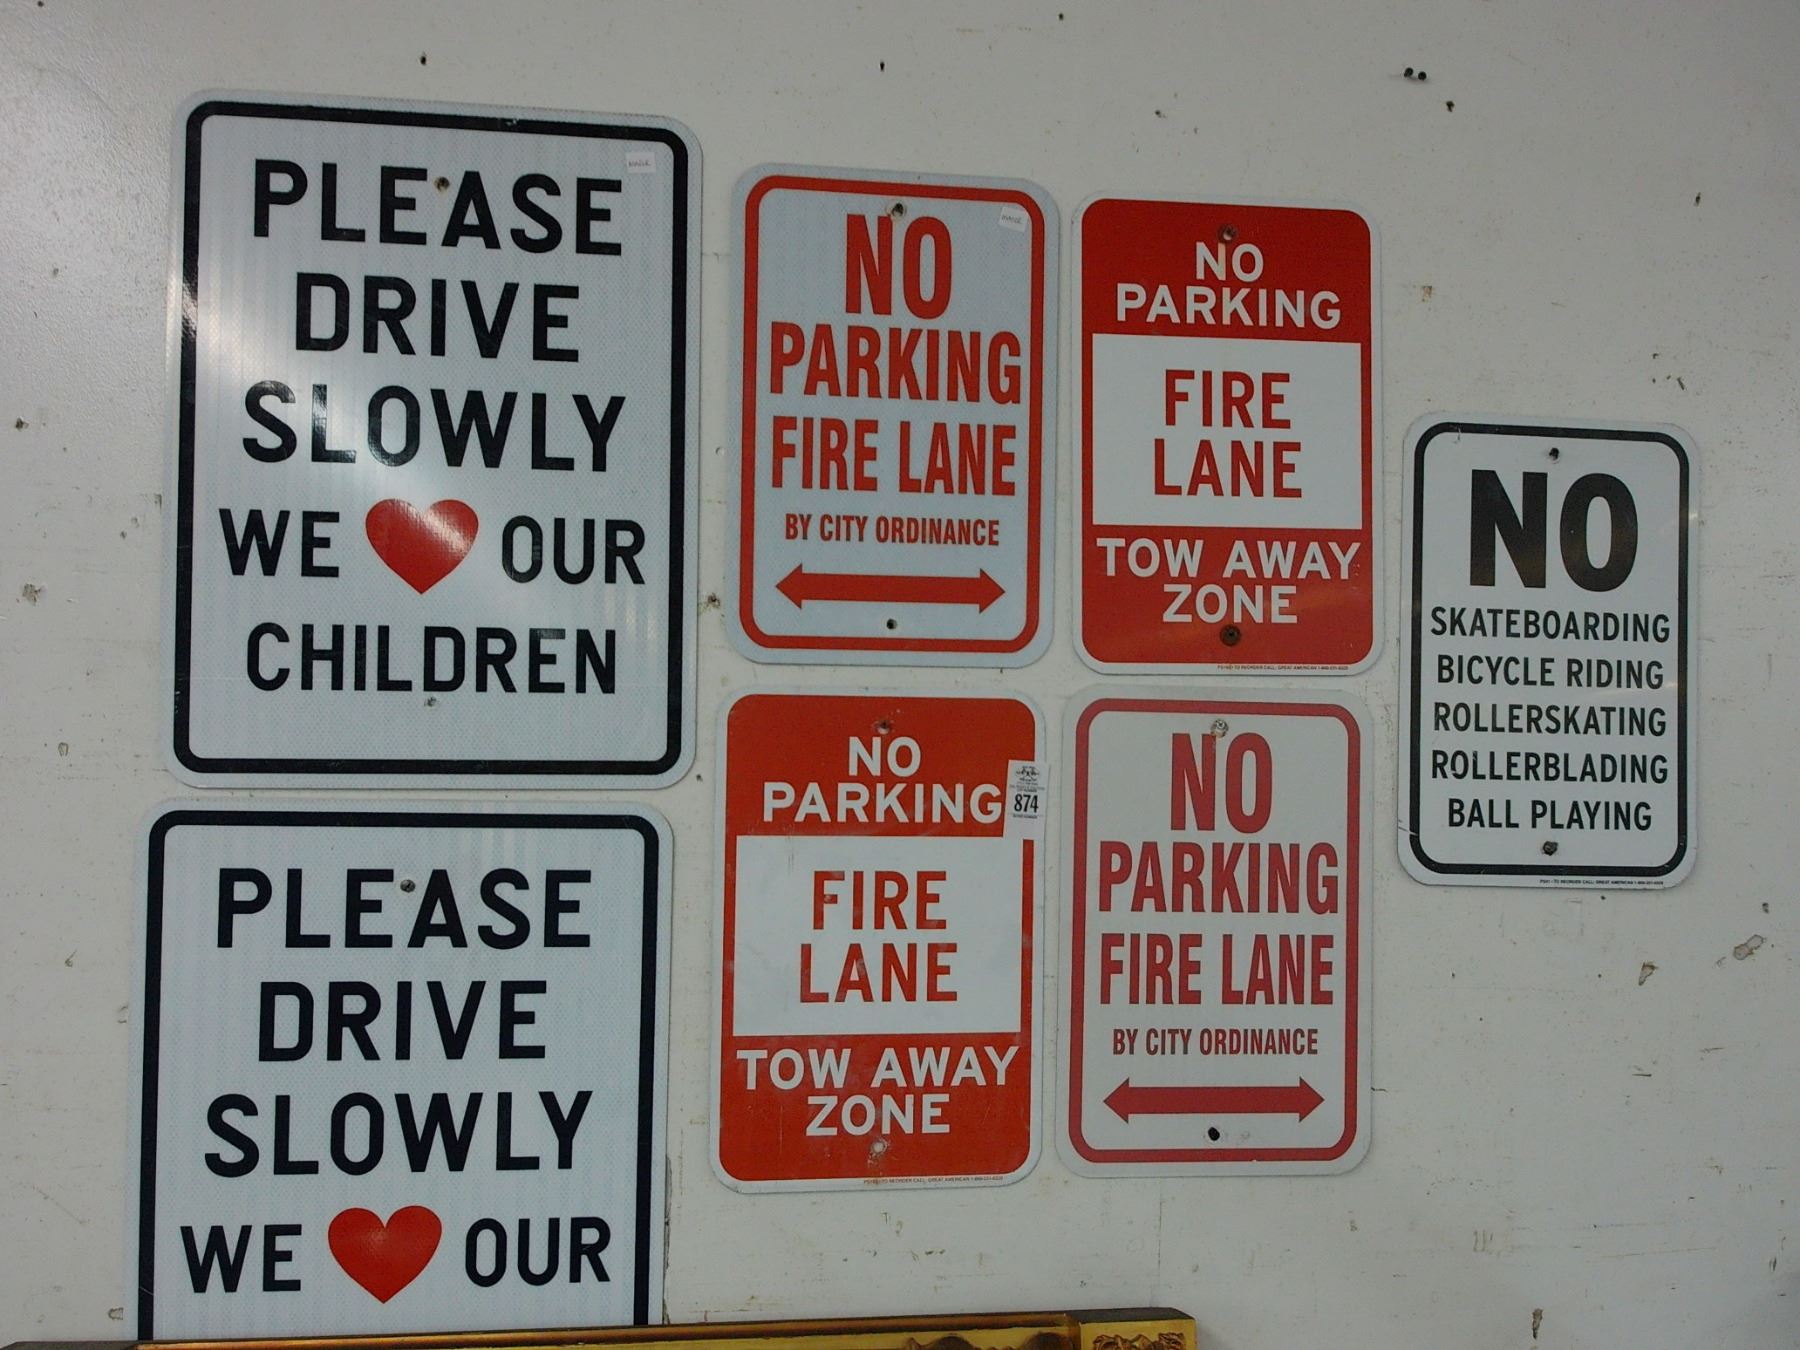 PLEASE
DRIVE
SLOWLY
WE OUR
CHILDREN
NO
PARKING
FIRE LANE
BY CITY ORDINANCE
NO
PARKING
FIRE
LANE
TOW AWAY
ZONE
NO
SKATEBOARDING
BICYCLE RIDING
ROLLERSKATING
ROLLERBLADING
BALL PLAYING
PLEASE
DRIVE
SLOWLY
WE OUR
NO
PARKING
874
FIRE
LANE
TOW AWAY
ZONE
NO
PARKING
FIRE LANE
BY CITY ORDINANCE